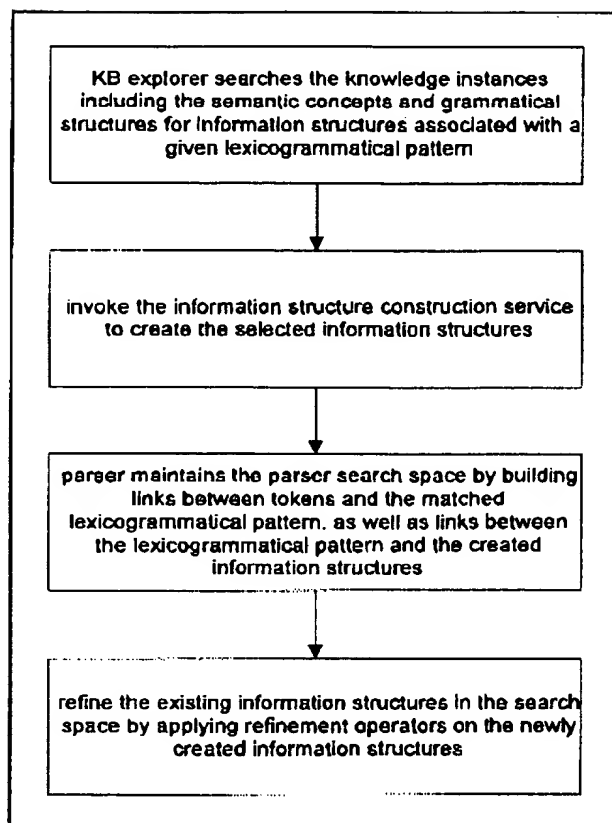 KB explorer searches the knowledge instances
including the semantic concepts and grammatical
structures for information structures associated with a
given lexicogrammatical pattern
invoke the information structure construction service
to create the selected information structures
parser maintains the parser search space by building
links between tokens and the matched
lexicogrammatical pattern, as well as links between
the lexicogrammatical pattern and the created
information structures
refine the existing information structures in the search
space by applying refinement operators on the newly
created information structures